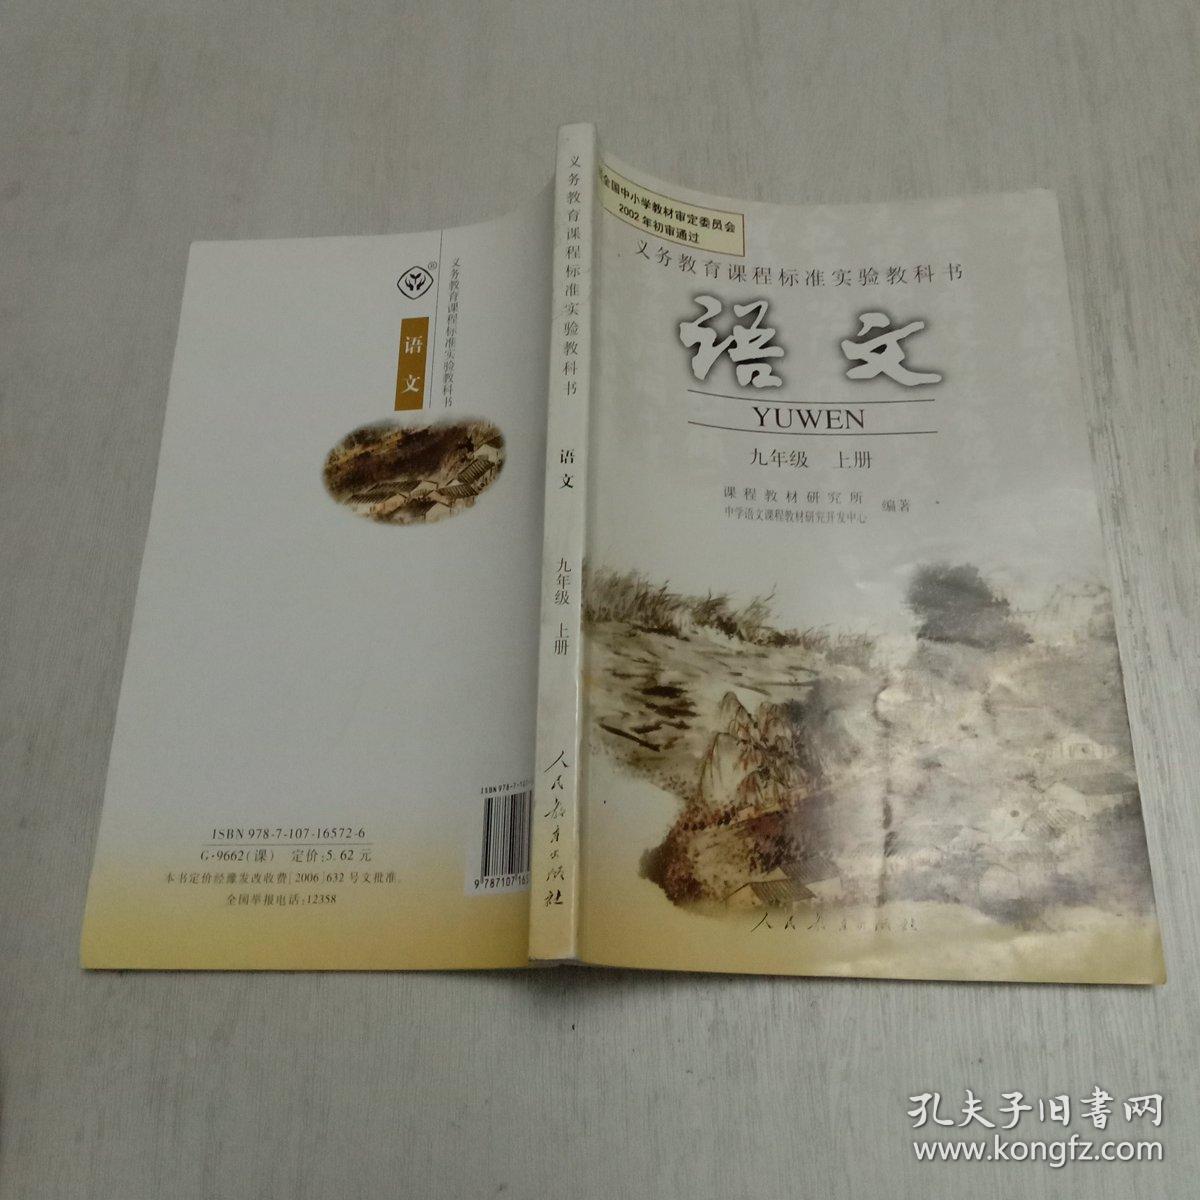 义务教育课程标准实验教科书
语文
ISBN 978-7-107-16572-6
G·9662(课) 定价:5.62元
本书定价经豫发改收费[2006]632号文批准。
全国举报电话:12358
ISBN 978-7-107
9 787107 165
义务教育课程标准实验教科书
语文
九年级 上册
人民教育出版社
全国中小学教材审定委员会
2002年初审通过
义务教育课程标准实验教科书
语文
YUWEN
九年级 上册
课程教材研究所
中学语文课程教材研究开发中心
编著
人民教育出版社
孔夫子旧书网
www.kongfz.com